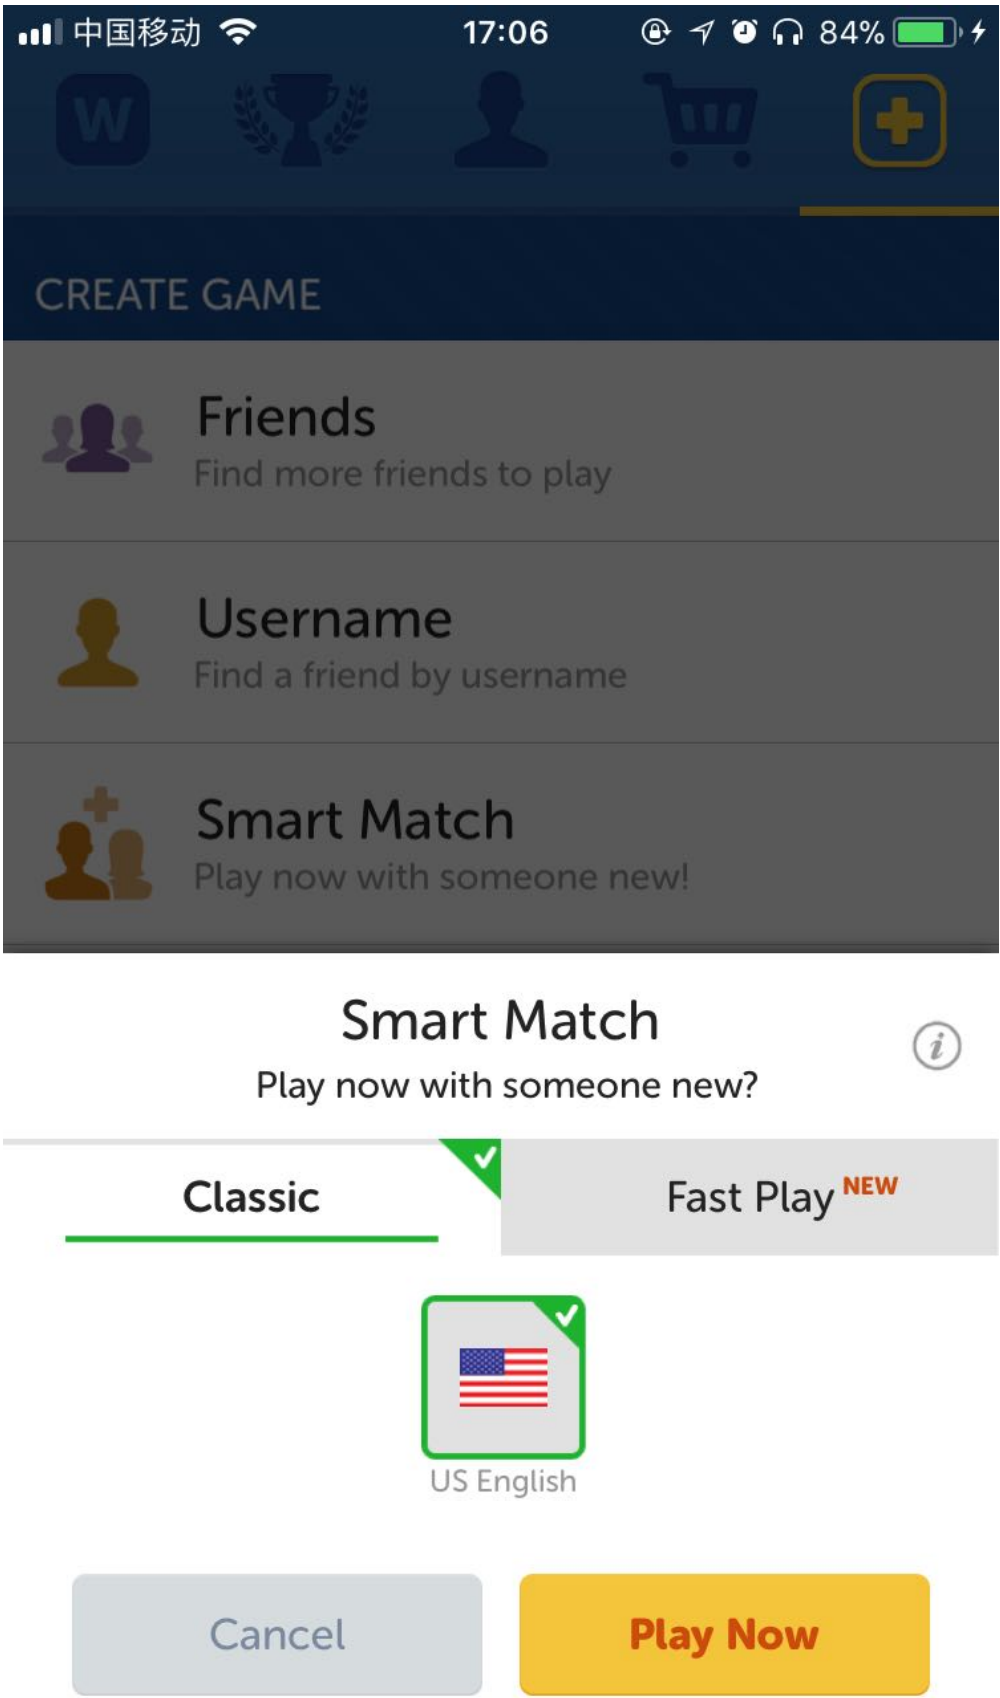 中国移动 17:06 84%
W
CREATE GAME
Friends
Find more friends to play
Username
Find a friend by username
Smart Match
Play now with someone new!
Smart Match
i
Play now with someone new?
Classic Fast Play NEW
US English
Cancel Play Now